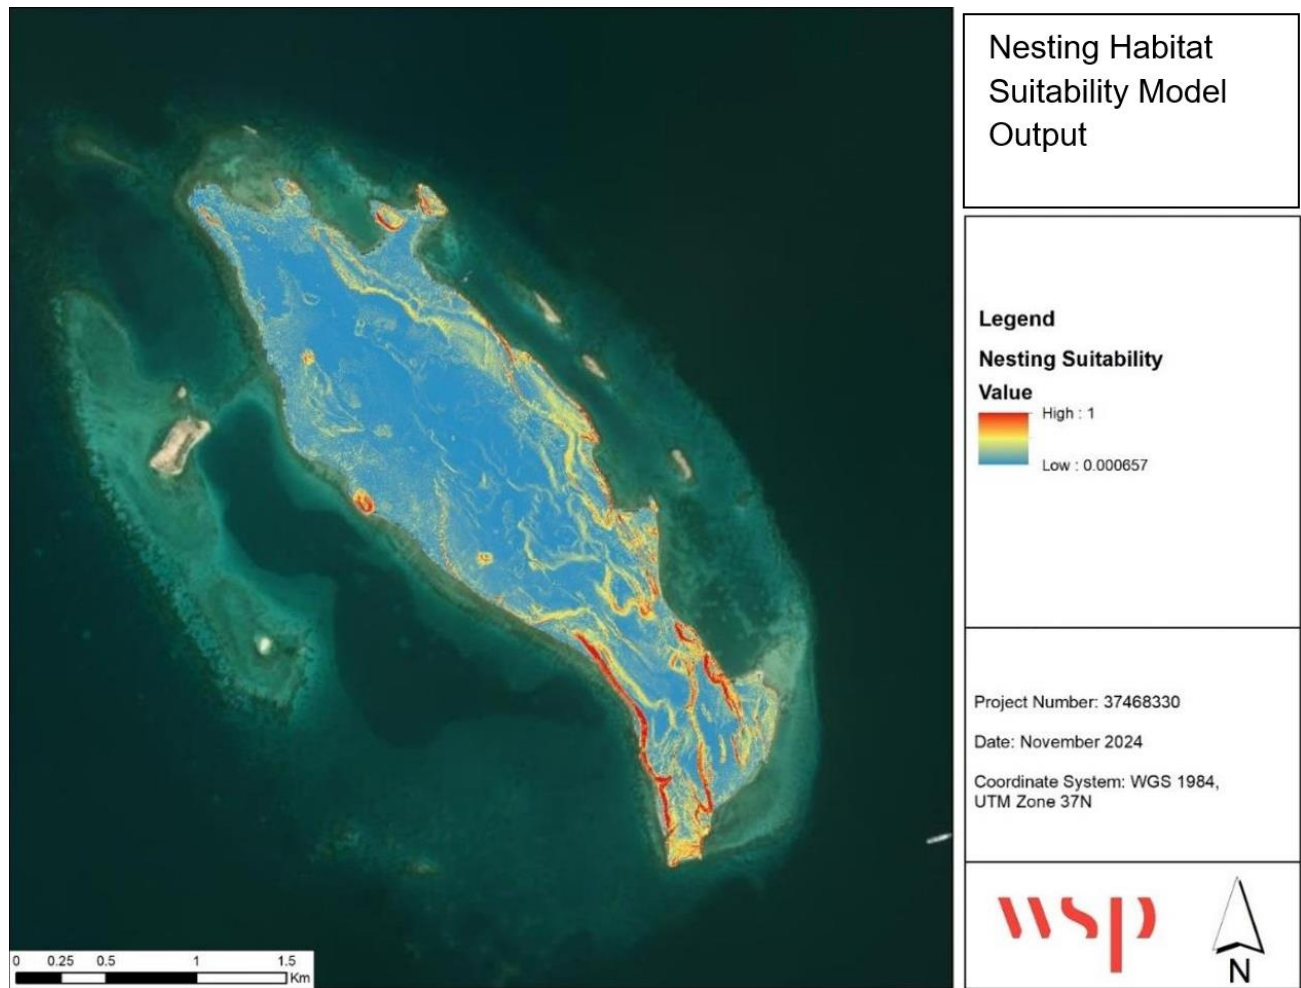 Nesting Habitat
Suitability Model
Output
Legend
Nesting Suitability
Value
High : 1
Low : 0.000657
Project Number: 37468330
Date: November 2024
Coordinate System: WGS 1984,
UTM Zone 37N
wsp
N
0 0.25 0.5 1 1.5
Km